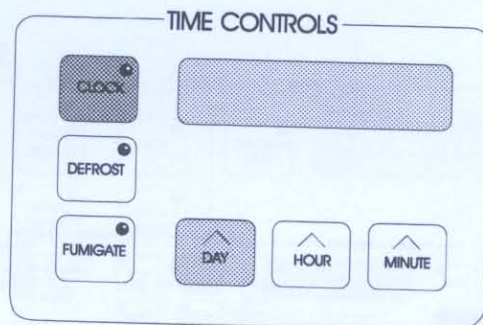 TIME CONTROLS
CLOCK
DEFROST
FUMIGATE
DAY
HOUR
MINUTE